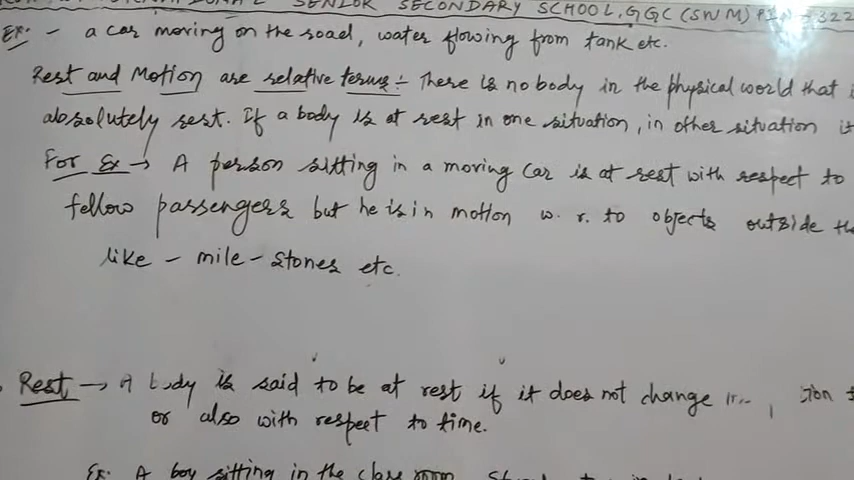 SENIOR SECONDARY SCHOOL, GGC (SWM) PIN - 322
Ex: - a car moving on the road, water flowing from tank etc.
Rest and Motion are relative terms :- There is no body in the physical world that
absolutely rest. If a body is at rest in one situation, in other situation it
For Ex → A person sitting in a moving car is at rest with respect to
fellow passengers but he is in motion w. r. to objects outside
like - mile - stones etc.
Rest → A body is said to be at rest if it does not change
or also with respect to time.
Ex: A boy sitting in the class room